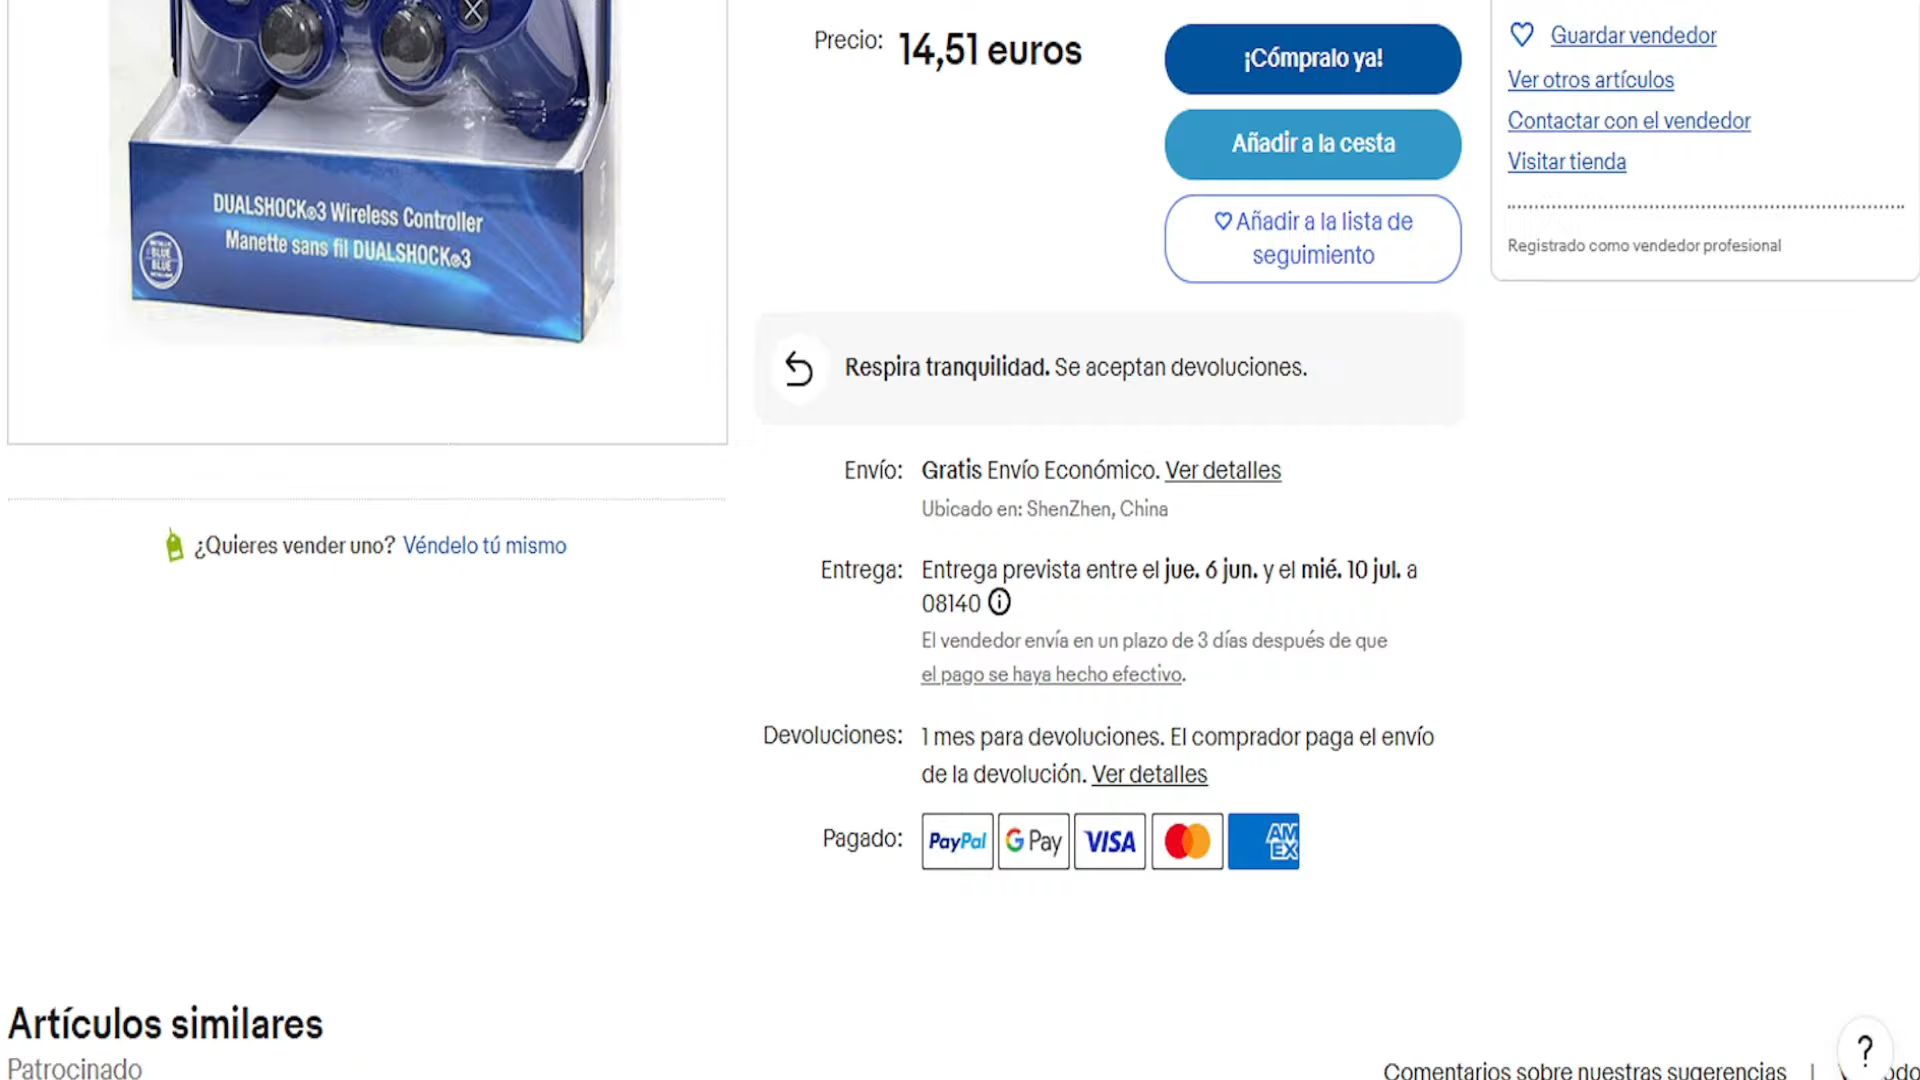 DUALSHOCK®3 Wireless Controller
Manette sans fil DUALSHOCK®3
BLUE
BLUE
¿Quieres vender uno? Véndelo tú mismo
Precio: 14,51 euros
¡Cómpralo ya!
Añadir a la cesta
Añadir a la lista de
seguimiento
Respira tranquilidad. Se aceptan devoluciones.
Envío: Gratis Envío Económico. Ver detalles
Ubicado en: ShenZhen, China
Entrega: Entrega prevista entre el jue. 6 jun. y el mié. 10 jul. a
08140
El vendedor envía en un plazo de 3 días después de que
el pago se haya hecho efectivo.
Devoluciones: 1 mes para devoluciones. El comprador paga el envío
de la devolución. Ver detalles
Pagado: PayPal G Pay VISA AM
EX
Guardar vendedor
Ver otros artículos
Contactar con el vendedor
Visitar tienda
Registrado como vendedor profesional
Artículos similares
Patrocinado
Comentarios sobre nuestras sugerencias |
?